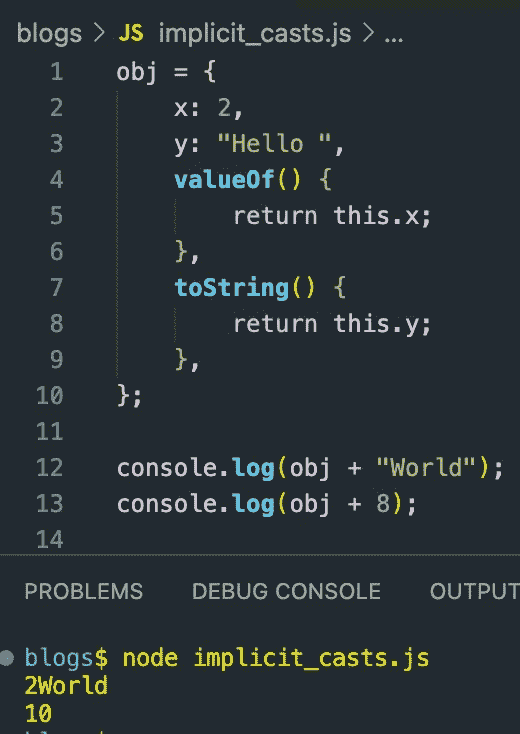 blogs > JS implicit_casts.js > ...
1 obj = {
2     x: 2,
3     y: "Hello ",
4     valueOf() {
5         return this.x;
6     },
7     toString() {
8         return this.y;
9     },
10 };
11
12 console.log(obj + "World");
13 console.log(obj + 8);
14
PROBLEMS DEBUG CONSOLE OUTPUT
blogs$ node implicit_casts.js
2World
10